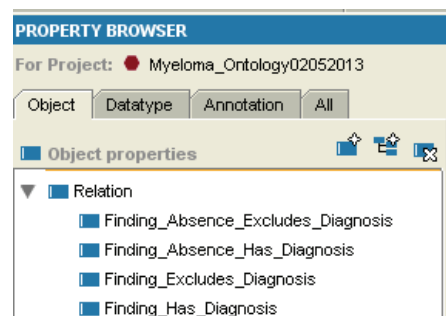 PROPERTY BROWSER
For Project: Myeloma_Ontology02052013
Object Datatype Annotation All
Object properties
Relation
Finding_Absence_Excludes_Diagnosis
Finding_Absence_Has_Diagnosis
Finding_Excludes_Diagnosis
Finding_Has_Diagnosis